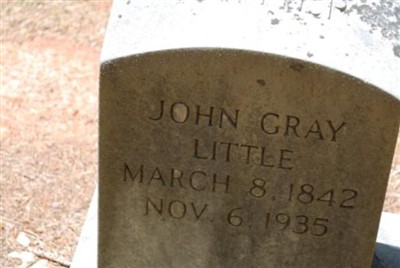 JOHN GRAY
LITTLE
MARCH 8, 1842
NOV. 6, 1935